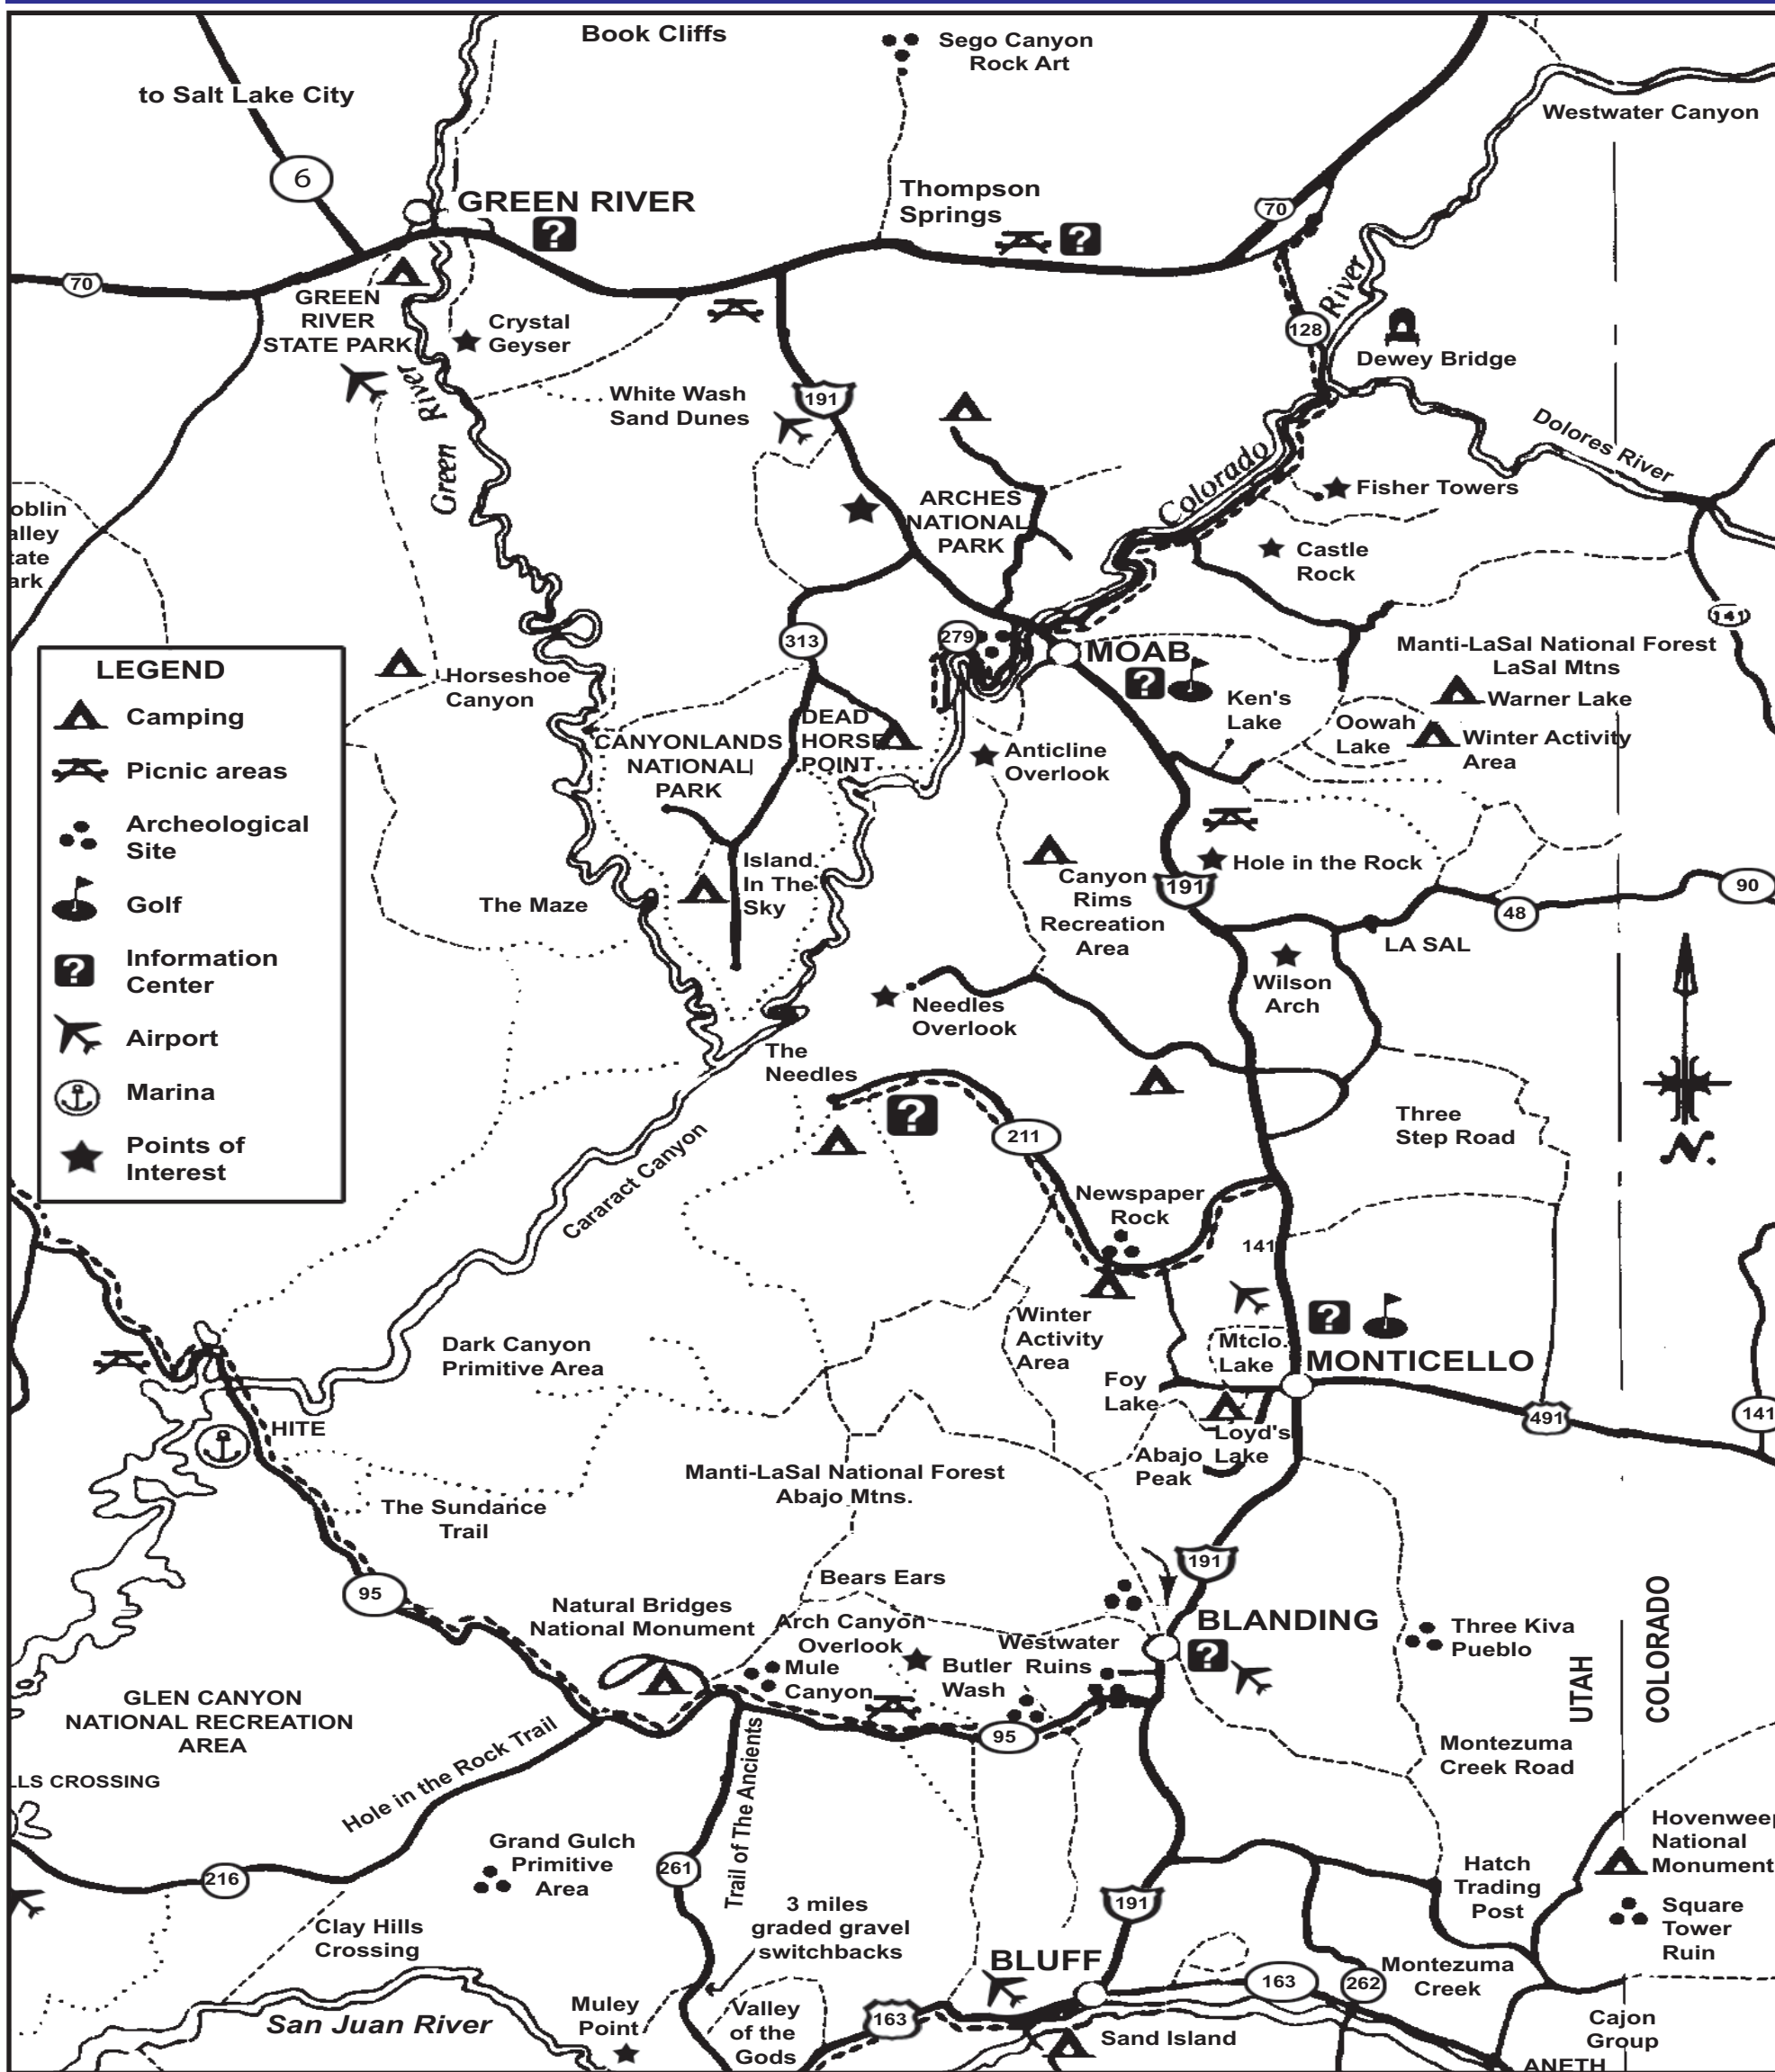 Book Cliffs
Sego Canyon
Rock Art
to Salt Lake City
Westwater Canyon
6
GREEN RIVER
?
Thompson
Springs
?
70
70
GREEN
RIVER
STATE PARK
Crystal
Geyser
River
128
Dewey Bridge
White Wash
Sand Dunes
191
River
Green
Dolores River
Colorado
Fisher Towers
ARCHES
NATIONAL
PARK
Castle
Rock
oblin
alley
tate
ark
141
313
279
MOAB
?
Manti-LaSal National Forest
LaSal Mtns
Warner Lake
Ken's
Lake
Oowah
Lake
Winter Activity
Area
Horseshoe
Canyon
LEGEND
Camping
Picnic areas
Archeological
Site
Golf
?
Information
Center
Airport
Marina
Points of
Interest
CANYONLANDS
NATIONAL
PARK
DEAD
HORSE
POINT
Anticline
Overlook
Island
In The
Sky
The Maze
Canyon
Rims
Recreation
Area
191
Hole in the Rock
90
48
LA SAL
Wilson
Arch
Needles
Overlook
The
Needles
?
211
Three
Step Road
N.
Cararact Canyon
Newspaper
Rock
141
Winter
Activity
Area
?
Mtclo.
Lake
MONTICELLO
Foy
Lake
Loyd's
Lake
Abajo
Peak
491
141
Dark Canyon
Primitive Area
HITE
Manti-LaSal National Forest
Abajo Mtns.
The Sundance
Trail
95
191
Bears Ears
Natural Bridges
National Monument
Arch Canyon
Overlook
Mule
Canyon
Butler
Wash
Westwater
Ruins
BLANDING
?
Three Kiva
Pueblo
UTAH
COLORADO
95
GLEN CANYON
NATIONAL RECREATION
AREA
LLS CROSSING
Hole in the Rock Trail
Trail of The Ancients
Montezuma
Creek Road
216
Grand Gulch
Primitive
Area
261
Clay Hills
Crossing
3 miles
graded gravel
switchbacks
191
Hatch
Trading
Post
Hovenweep
National
Monument
Square
Tower
Ruin
BLUFF
163
262
Montezuma
Creek
San Juan River
Muley
Point
Valley
of the
Gods
163
Sand Island
Cajon
Group
ANETH